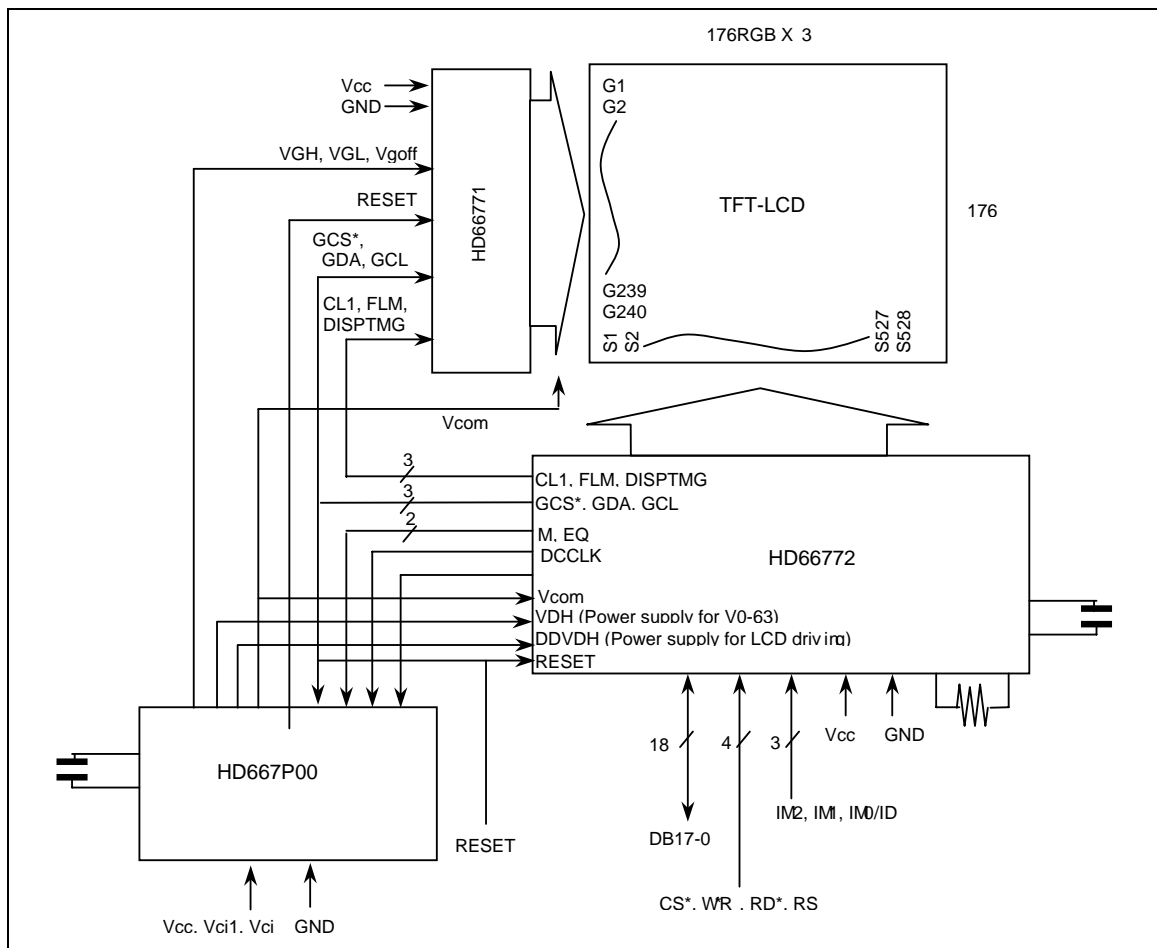 176RGB X 3
Vcc
GND
VGH, VGL, Vgoff
RESET
GCS*,
GDA, GCL
CL1, FLM,
DISPTMG
HD66771
G1
G2
TFT-LCD
176
G239
G240
S1
S2
S527
S528
Vcom
3
CL1, FLM, DISPTMG
3
GCS*. GDA. GCL
2
M, EQ
DCCLK
HD66772
Vcom
VDH (Power supply for V0-63)
DDVDH (Power supply for LCD driving)
RESET
HD667P00
18
4
3
Vcc
GND
IM2, IM1, IM0/ID
RESET
DB17-0
CS*. W*R . RD*. RS
Vcc. Vci1. Vci
GND